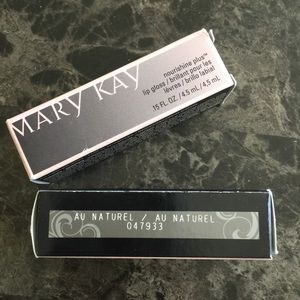 MARY KAY
nourishine plus™
lip gloss / brillant pour les
lèvres / brillo labial
.15 FL. OZ. / 4.5 mL / 4,5 mL
AU NATUREL / AU NATUREL
047933